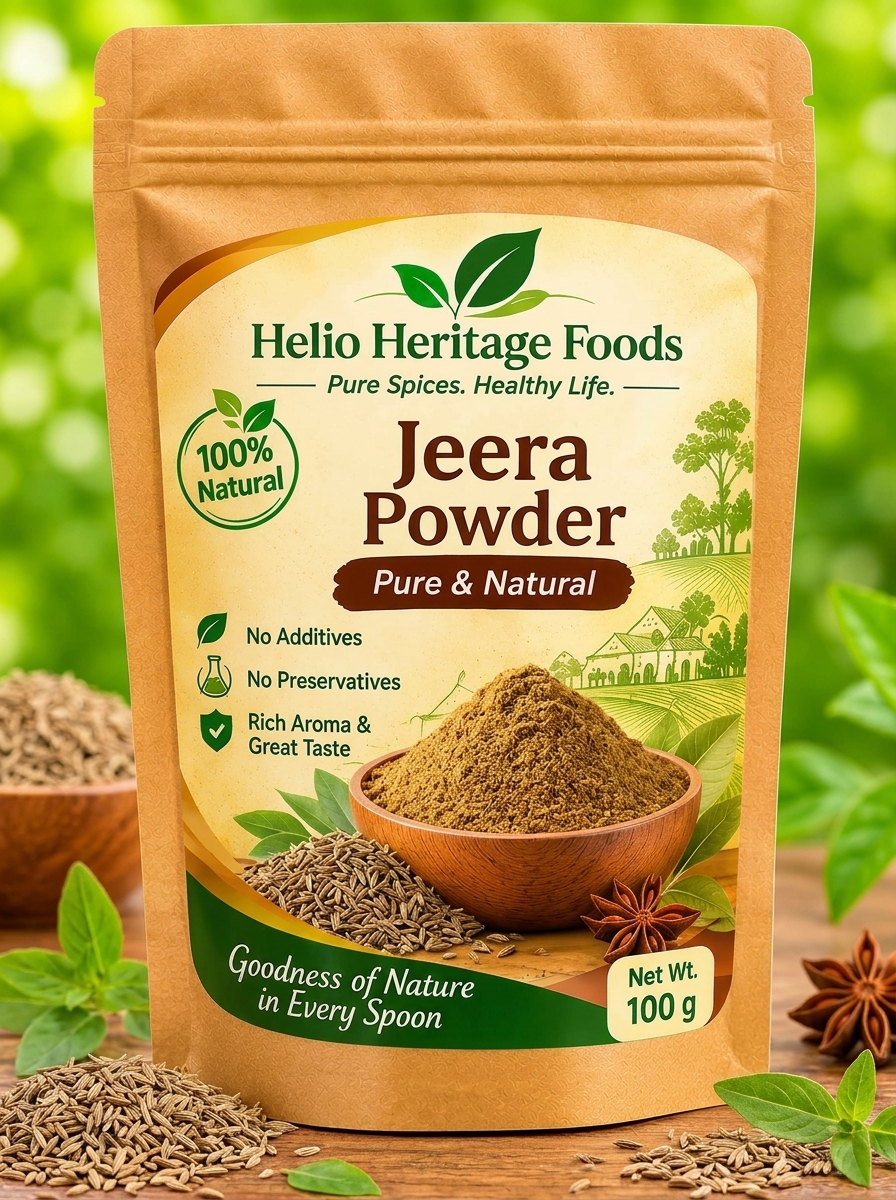 Helio Heritage Foods
Pure Spices. Healthy Life.
100%
Natural
Jeera
Powder
Pure & Natural
No Additives
No Preservatives
Rich Aroma &
Great Taste
Goodness of Nature
in Every Spoon
Net Wt.
100 g